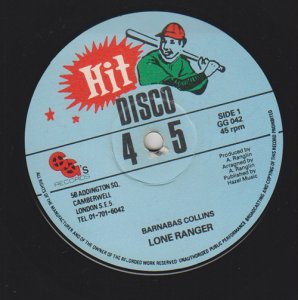 Hit
DISCO
45
SIDE 1
GG 042
45 rpm
GG's
RECORDS
58 ADDINGTON SQ.
CAMBERWELL
LONDON S.E.5
TEL 01-701-6042
Produced by
A. Ranglin
Arranged by
A. Ranglin
Published by
Hazel Music
BARNABAS COLLINS
LONE RANGER
ALL RIGHTS OF THE MANUFACTURER AND OF THE OWNER OF THE RECORDED WORK RESERVED UNAUTHORISED PUBLIC PERFORMANCE BROADCASTING AND COPYING OF THIS RECORD PROHIBITED